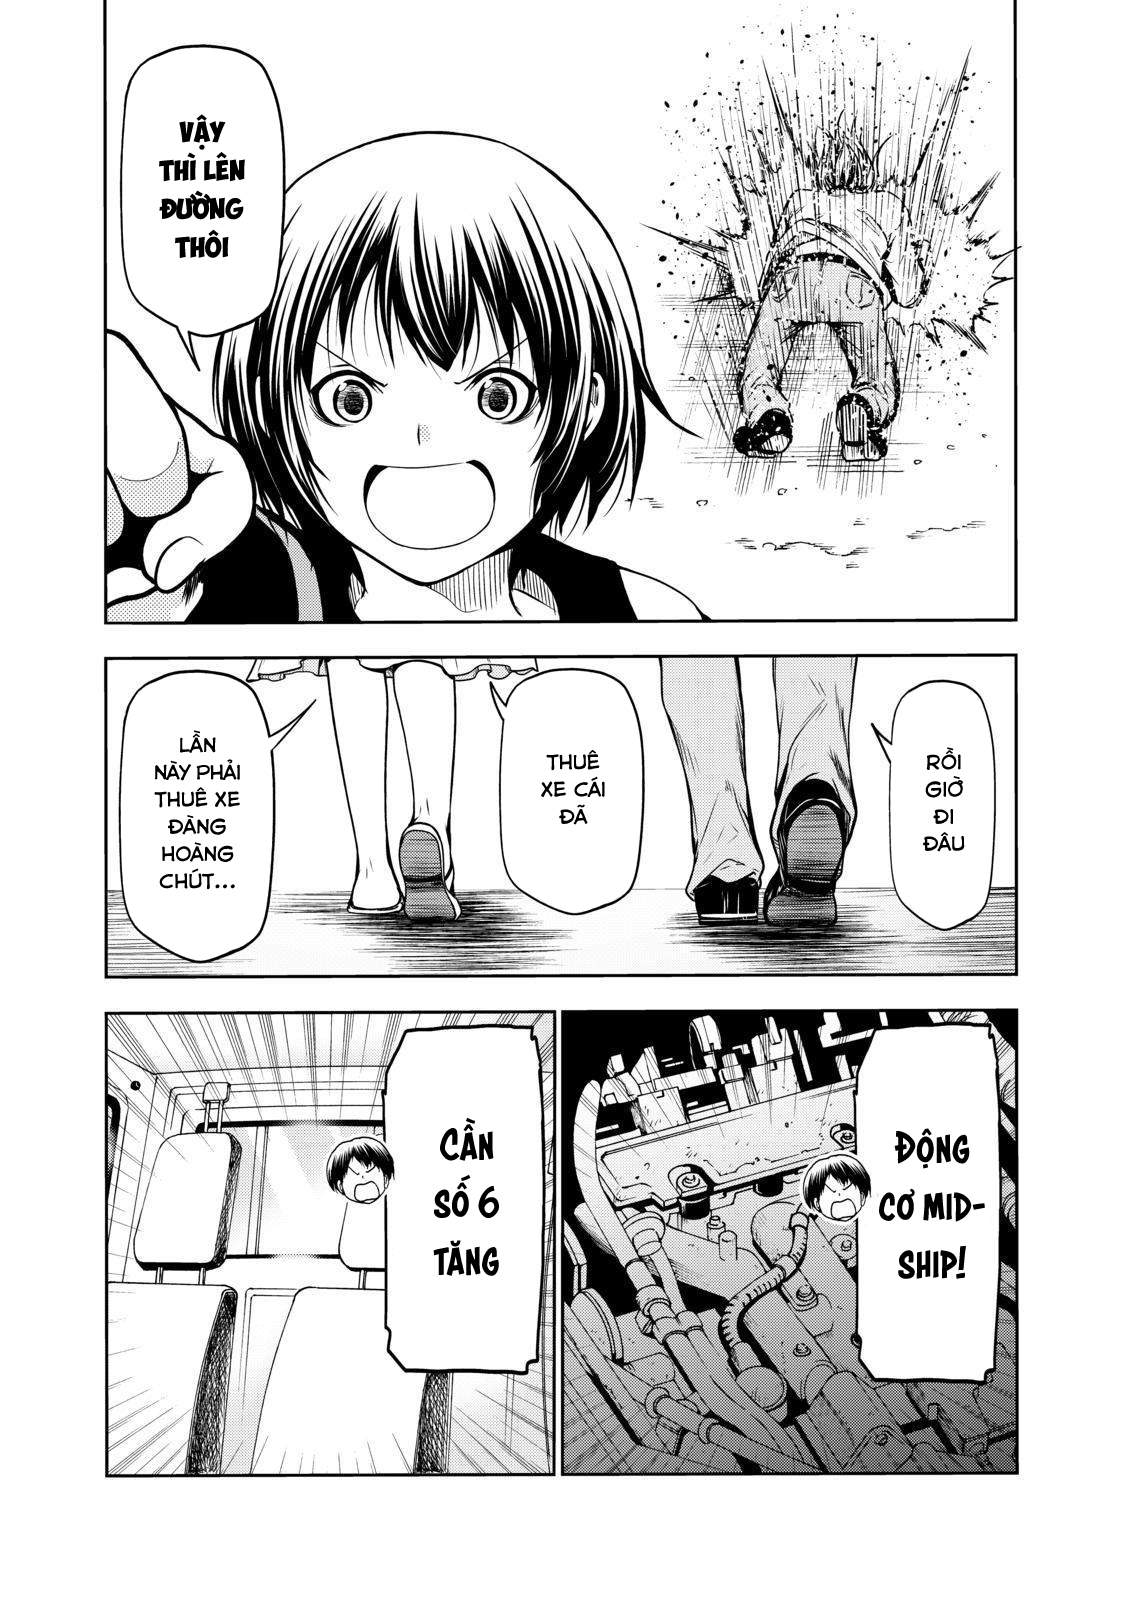 VẬY
THÌ LÊN
ĐƯỜNG
THÔI
RỒI
GIỜ
ĐI
ĐÂU
THUÊ
XE CÁI
ĐÃ
LẦN
NÀY PHẢI
THUÊ XE
ĐÀNG
HOÀNG
CHÚT...
ĐỘNG
CƠ MID-
SHIP!
CẦN
SỐ 6
TĂNG